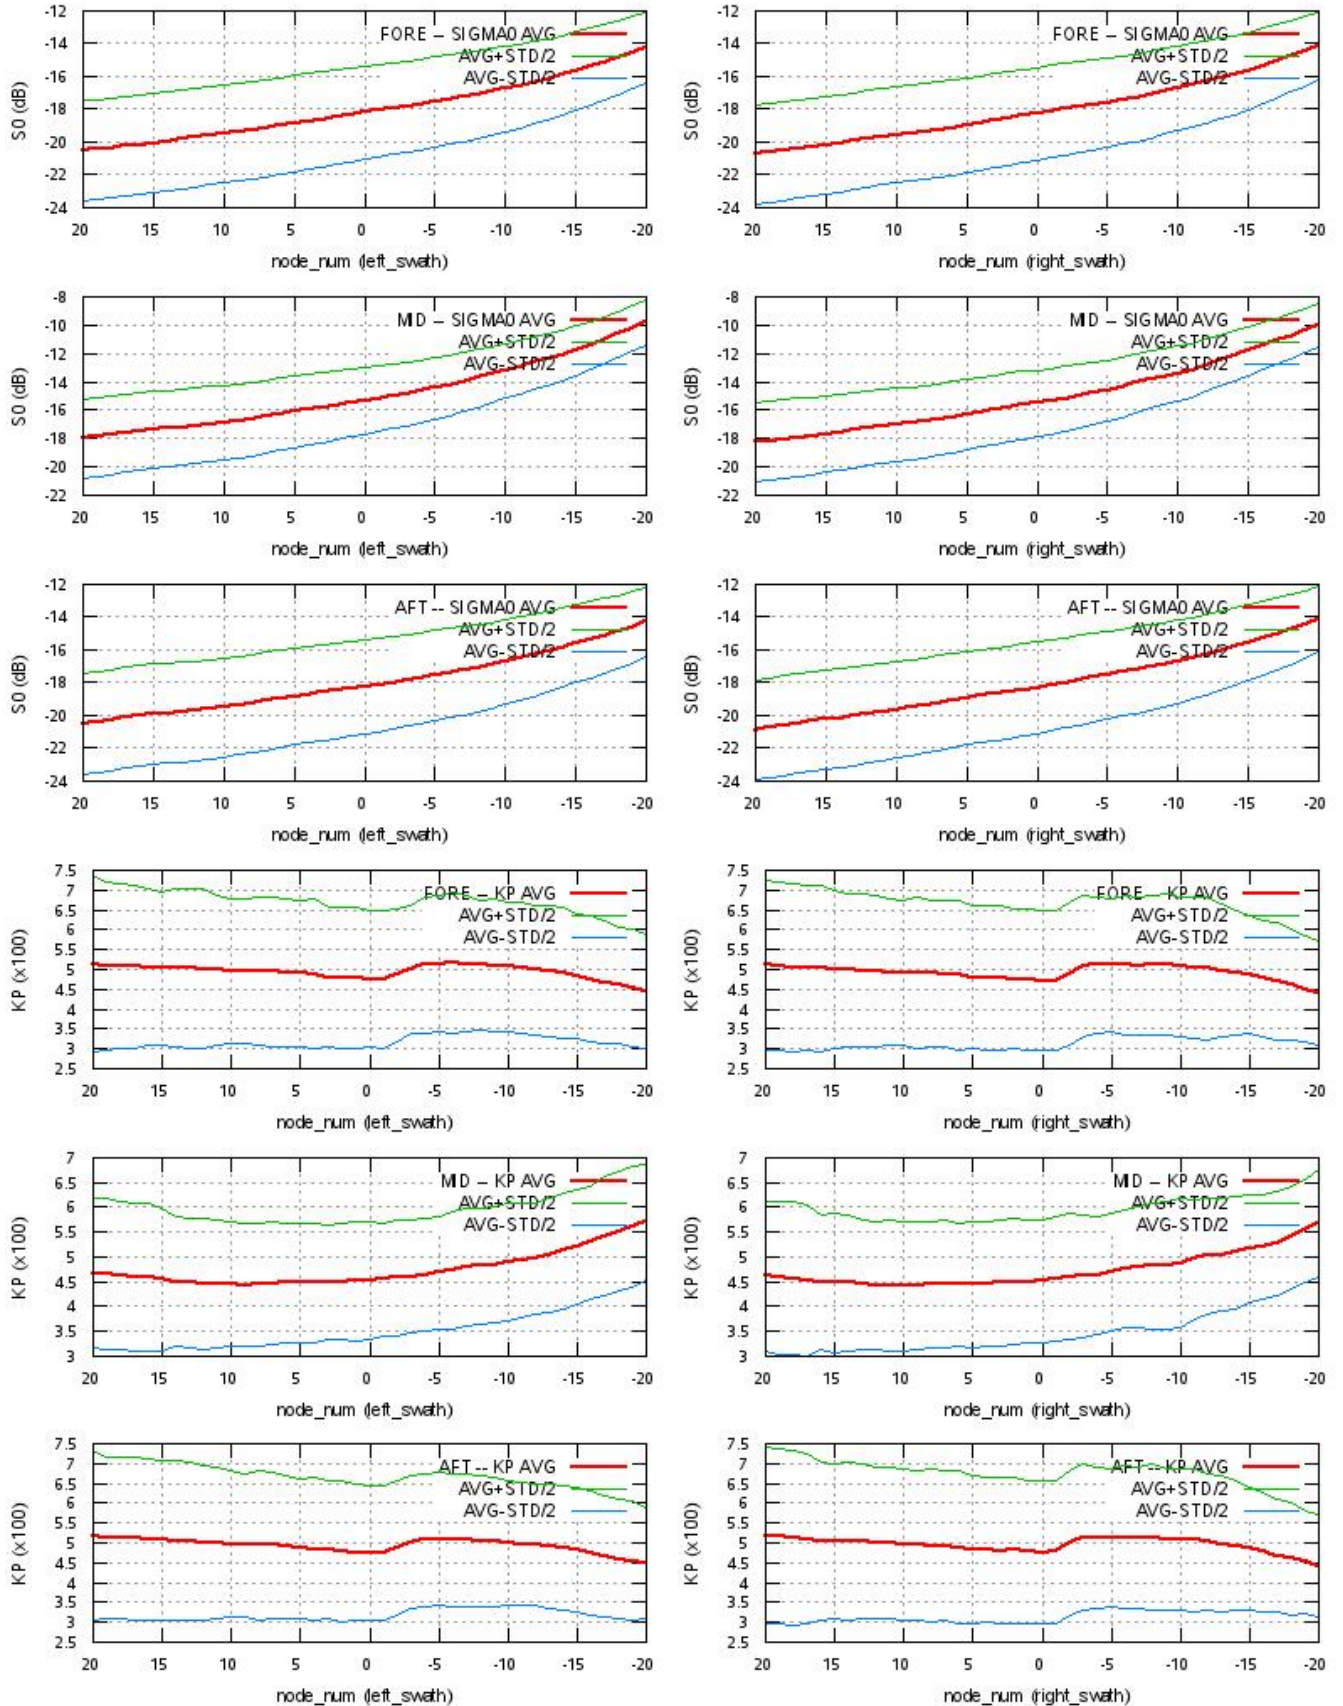 -12
-14
-16
-18
-20
-22
-24
S0 (dB)
FORE -- SIGMA0 AVG
AVG+STD/2
AVG-STD/2
20 15 10 5 0 -5 -10 -15 -20
node_num (left_swath)
-12
-14
-16
-18
-20
-22
-24
S0 (dB)
FORE -- SIGMA0 AVG
AVG+STD/2
AVG-STD/2
20 15 10 5 0 -5 -10 -15 -20
node_num (right_swath)
-8
-10
-12
-14
-16
-18
-20
-22
S0 (dB)
MID -- SIGMA0 AVG
AVG+STD/2
AVG-STD/2
20 15 10 5 0 -5 -10 -15 -20
node_num (left_swath)
-8
-10
-12
-14
-16
-18
-20
-22
S0 (dB)
MID -- SIGMA0 AVG
AVG+STD/2
AVG-STD/2
20 15 10 5 0 -5 -10 -15 -20
node_num (right_swath)
-12
-14
-16
-18
-20
-22
-24
S0 (dB)
AFT -- SIGMA0 AVG
AVG+STD/2
AVG-STD/2
20 15 10 5 0 -5 -10 -15 -20
node_num (left_swath)
-12
-14
-16
-18
-20
-22
-24
S0 (dB)
AFT -- SIGMA0 AVG
AVG+STD/2
AVG-STD/2
20 15 10 5 0 -5 -10 -15 -20
node_num (right_swath)
7.5
7
6.5
6
5.5
5
4.5
4
3.5
3
2.5
KP (x100)
FORE -- KP AVG
AVG+STD/2
AVG-STD/2
20 15 10 5 0 -5 -10 -15 -20
node_num (left_swath)
7.5
7
6.5
6
5.5
5
4.5
4
3.5
3
2.5
KP (x100)
FORE -- KP AVG
AVG+STD/2
AVG-STD/2
20 15 10 5 0 -5 -10 -15 -20
node_num (right_swath)
7
6.5
6
5.5
5
4.5
4
3.5
3
KP (x100)
MID -- KP AVG
AVG+STD/2
AVG-STD/2
20 15 10 5 0 -5 -10 -15 -20
node_num (left_swath)
7
6.5
6
5.5
5
4.5
4
3.5
3
KP (x100)
MID -- KP AVG
AVG+STD/2
AVG-STD/2
20 15 10 5 0 -5 -10 -15 -20
node_num (right_swath)
7.5
7
6.5
6
5.5
5
4.5
4
3.5
3
2.5
KP (x100)
AFT -- KP AVG
AVG+STD/2
AVG-STD/2
20 15 10 5 0 -5 -10 -15 -20
node_num (left_swath)
7.5
7
6.5
6
5.5
5
4.5
4
3.5
3
2.5
KP (x100)
AFT -- KP AVG
AVG+STD/2
AVG-STD/2
20 15 10 5 0 -5 -10 -15 -20
node_num (right_swath)